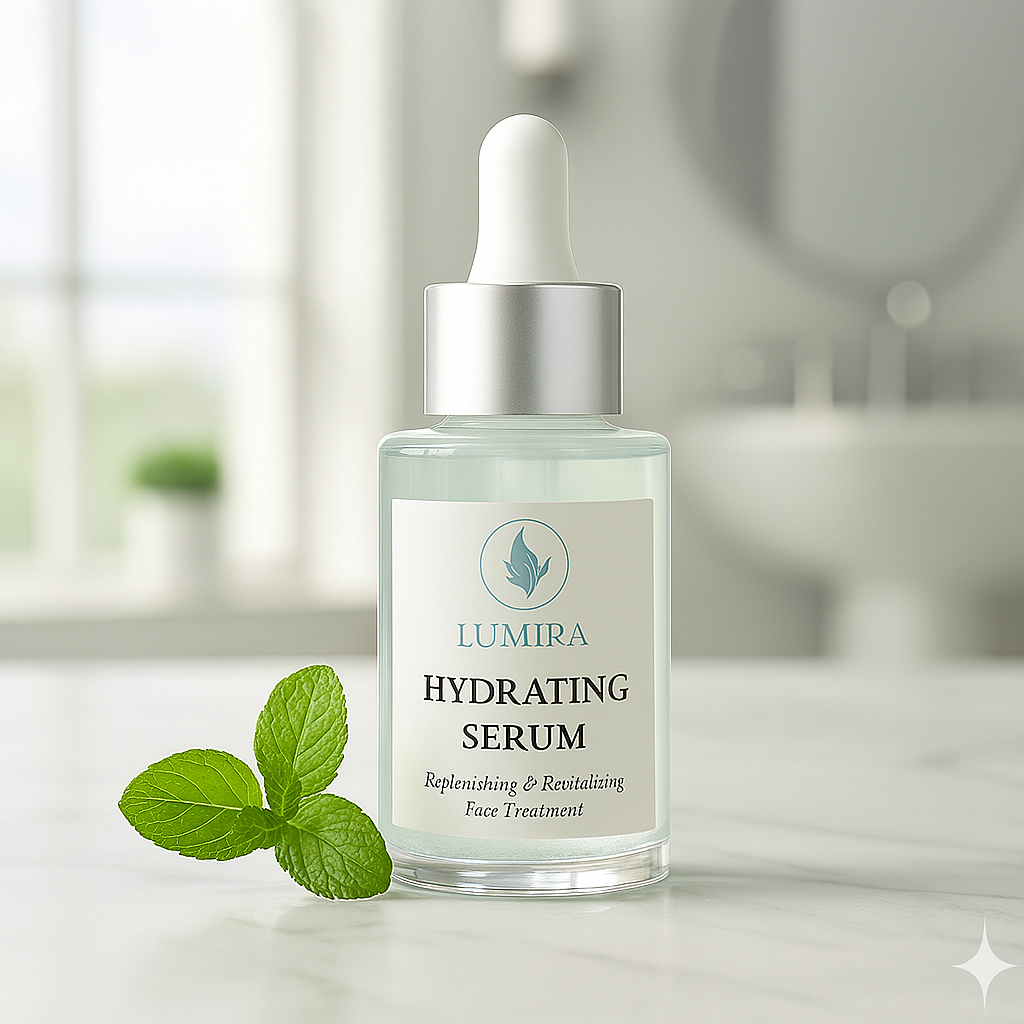 LUMIRA
HYDRATING
SERUM
Replenishing & Revitalizing
Face Treatment